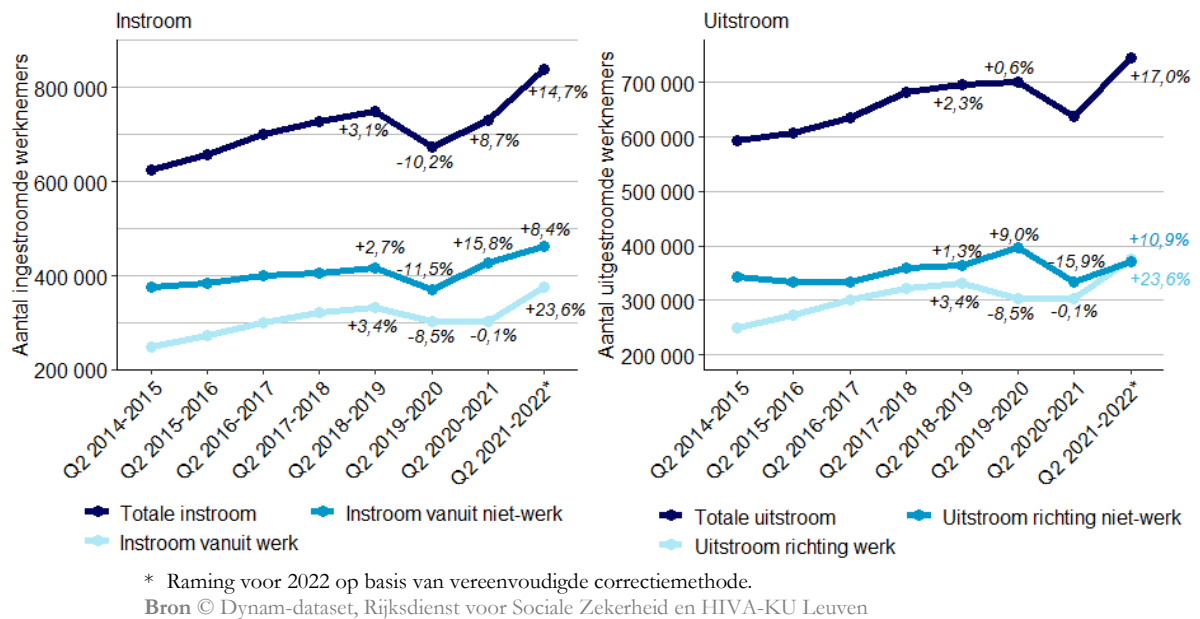 Instroom
Aantal ingestroomde werknemers
800 000
600 000
400 000
200 000
+3,1%
-10,2%
+8,7%
+14,7%
+2,7%
-11,5%
+15,8%
+8,4%
+3,4%
-8,5%
-0,1%
+23,6%
Q2 2014-2015
Q2 2015-2016
Q2 2016-2017
Q2 2017-2018
Q2 2018-2019
Q2 2019-2020
Q2 2020-2021
Q2 2021-2022*
Totale instroom
Instroom vanuit niet-werk
Instroom vanuit werk
Uitstroom
Aantal uitgestroomde werknemers
700 000
600 000
500 000
400 000
300 000
200 000
+2,3%
+0,6%
+17,0%
+1,3%
+9,0%
-15,9%
+10,9%
+3,4%
-8,5%
-0,1%
+23,6%
Q2 2014-2015
Q2 2015-2016
Q2 2016-2017
Q2 2017-2018
Q2 2018-2019
Q2 2019-2020
Q2 2020-2021
Q2 2021-2022*
Totale uitstroom
Uitstroom richting niet-werk
Uitstroom richting werk
* Raming voor 2022 op basis van vereenvoudigde correctiemethode.
Bron © Dynam-dataset, Rijksdienst voor Sociale Zekerheid en HIVA-KU Leuven